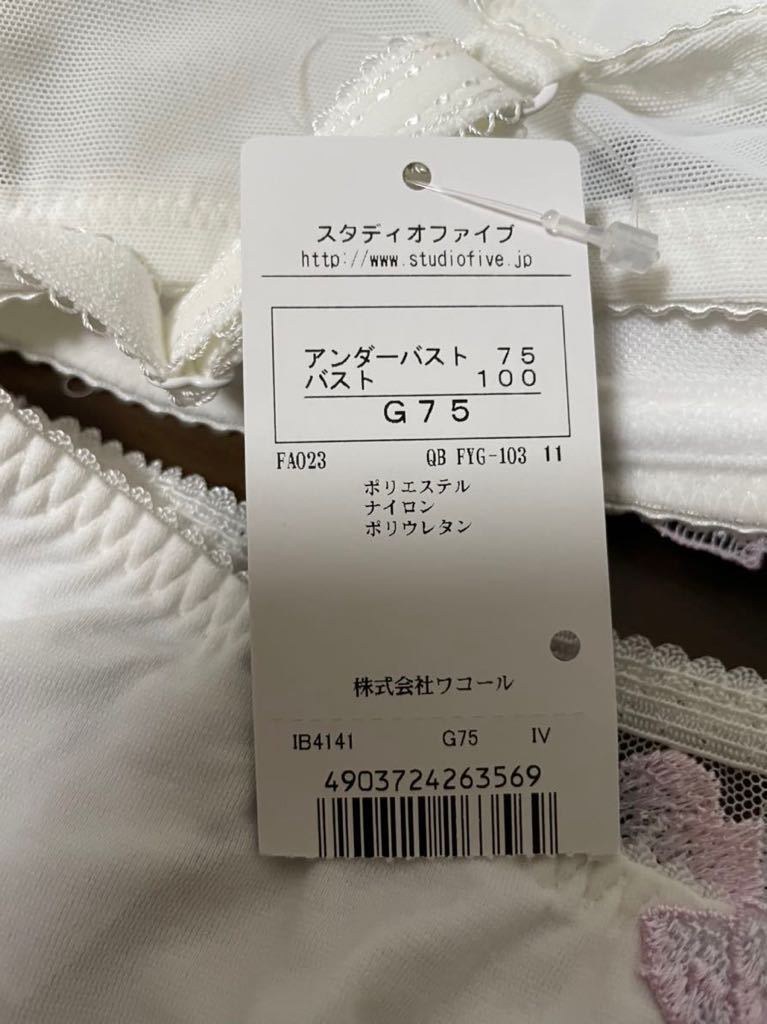 スタディオファイブ
http://www.studiofive.jp
アンダーバスト 75
バスト 100
G75
FA023 QB FYG-103 11
ポリエステル
ナイロン
ポリウレタン
株式会社ワコール
IB4141 G75 IV
4903724263569